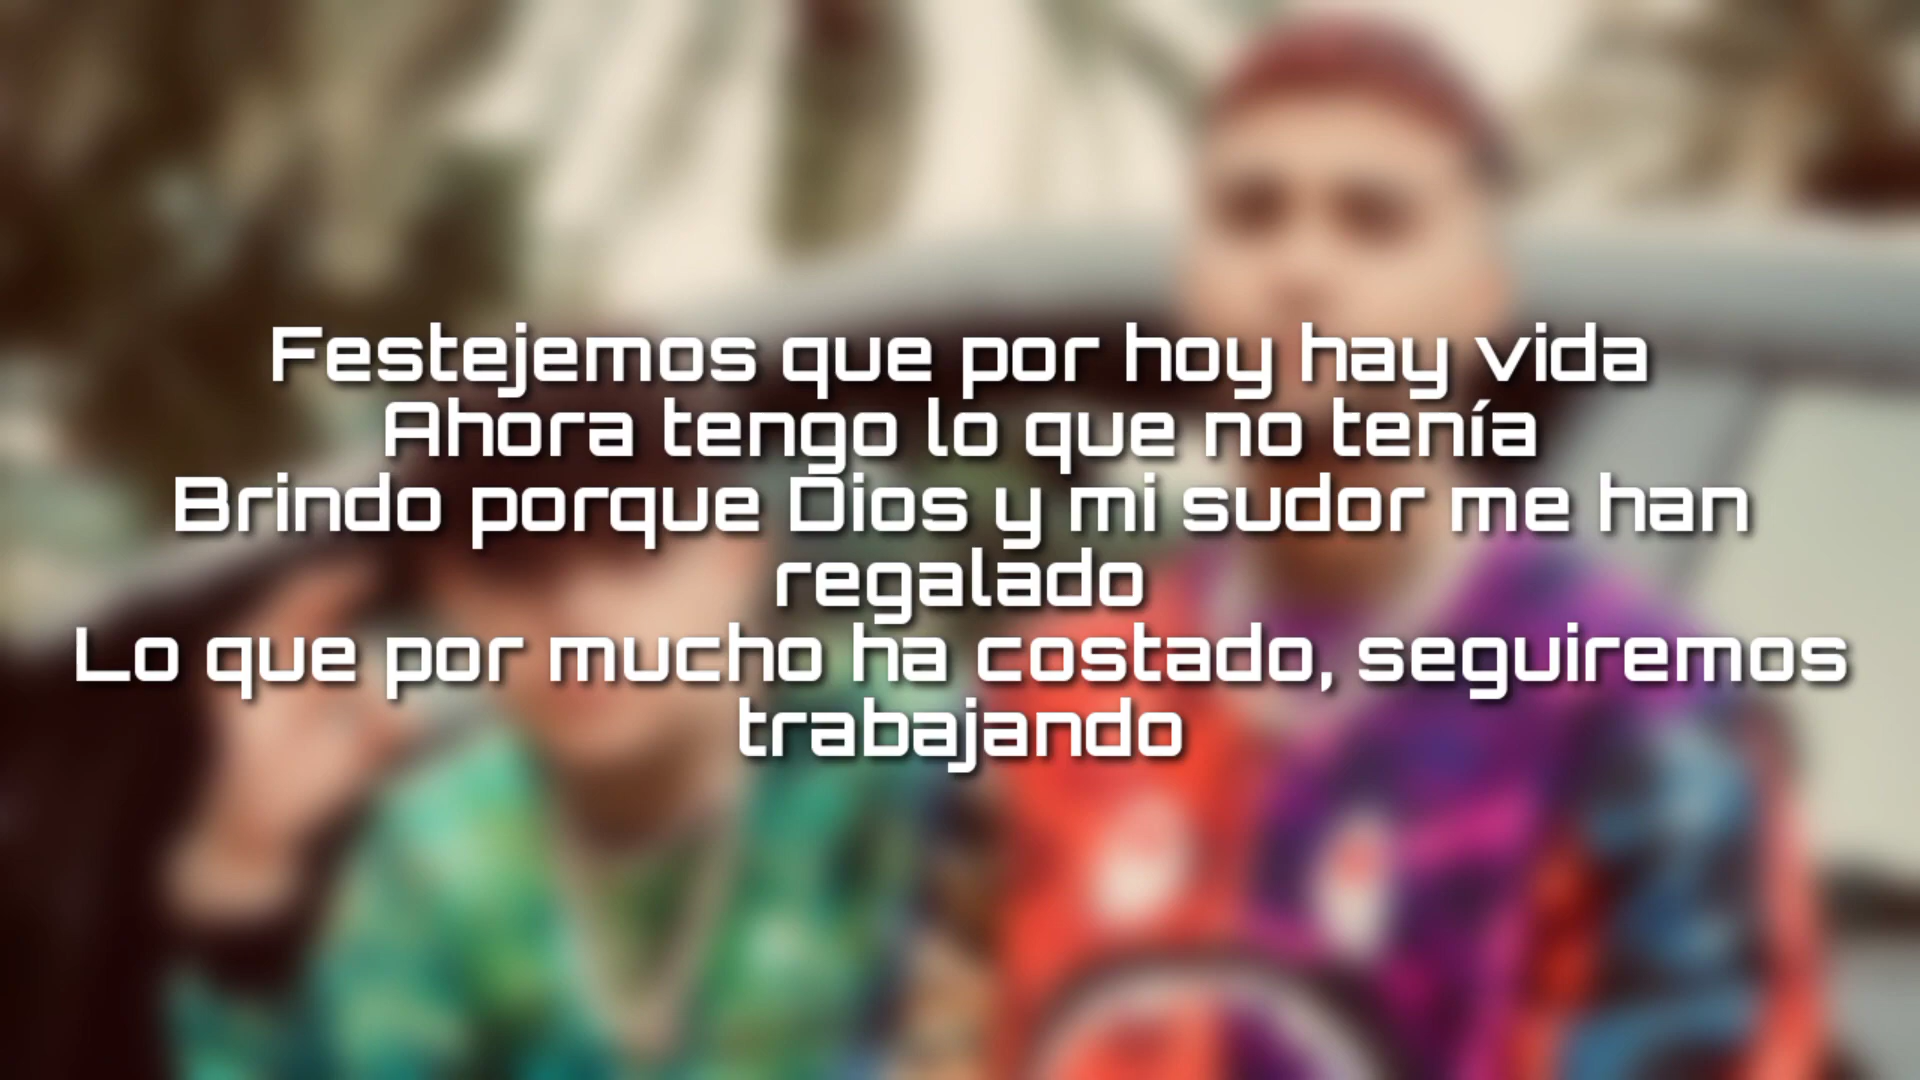 Festejemos que por hoy hay vida
Ahora tengo lo que no tenía
Brindo porque Dios y mi sudor me han
regalado
Lo que por mucho ha costado, seguiremos
trabajando